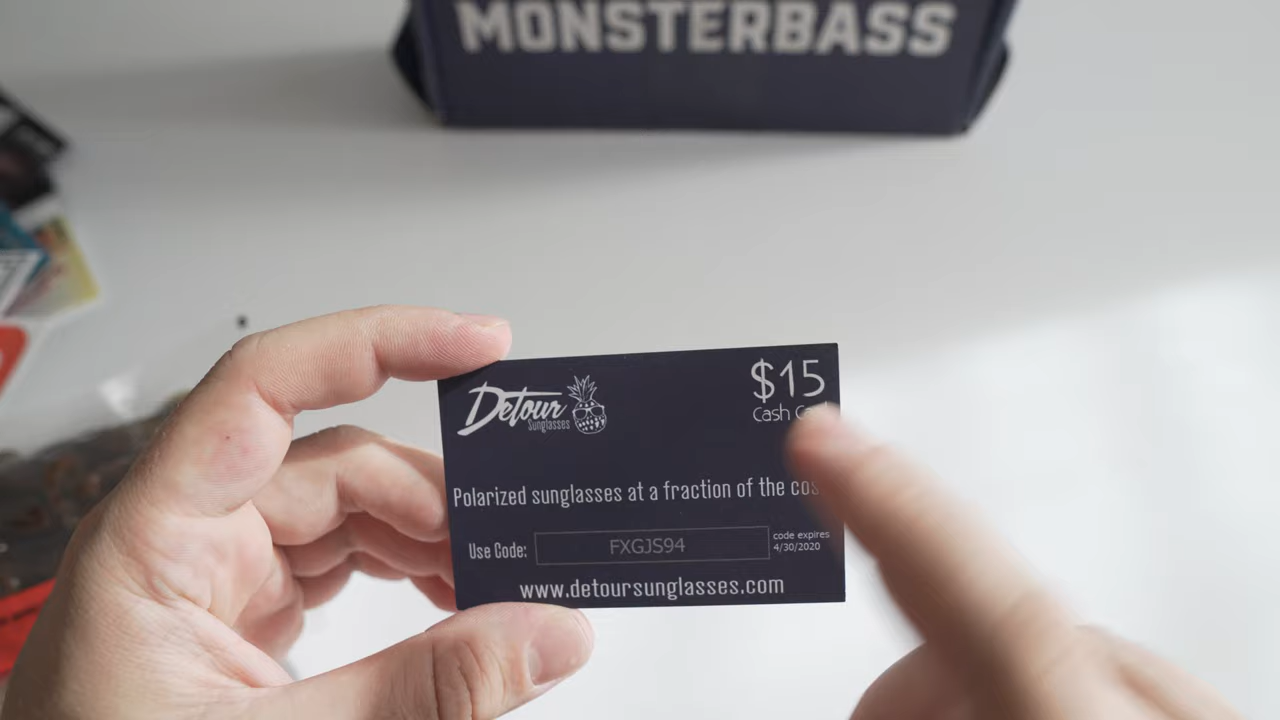 MONSTERBASS
Detour
Sunglasses
$15
Cash
Polarized sunglasses at a fraction of the
Use Code:
FXGJS94
code expires
4/30/2020
www.detoursunglasses.com